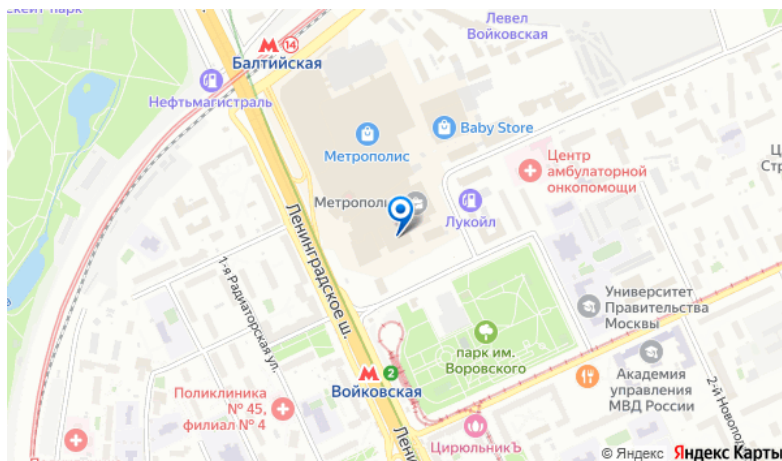 Скейт парк
Левел
Войковская
14
Балтийская
Нефтьмагистраль
Метрополис
Baby Store
Центр
амбулаторной
онкопомощи
Метрополис
Лукойл
Ленинградское ш.
1-я Радиаторская ул.
Университет
Правительства
Москвы
парк им.
Воровского
2
Войковская
Поликлиника
№ 45,
филиал № 4
Академия
управления
МВД России
ЦирюльникЪ
© Яндекс Яндекс Карты